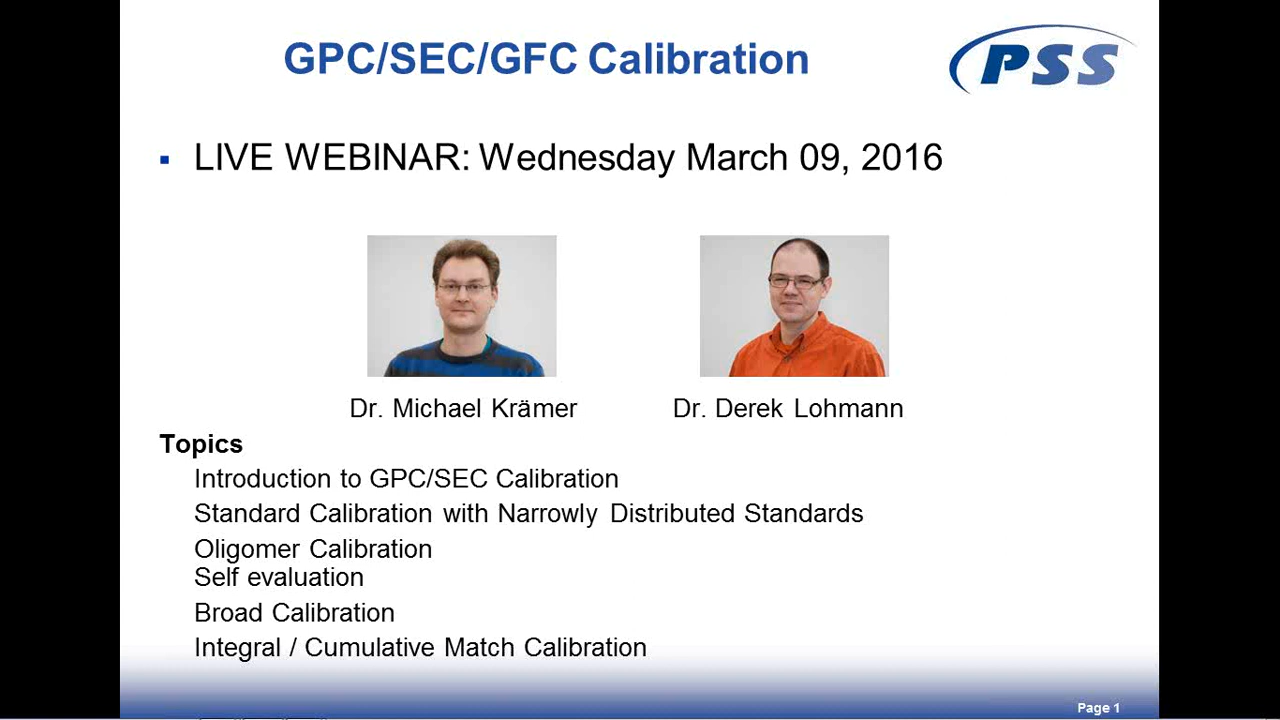 GPC/SEC/GFC Calibration
PSS
▪ LIVE WEBINAR: Wednesday March 09, 2016
Dr. Michael Krämer Dr. Derek Lohmann
Topics
Introduction to GPC/SEC Calibration
Standard Calibration with Narrowly Distributed Standards
Oligomer Calibration
Self evaluation
Broad Calibration
Integral / Cumulative Match Calibration
Page 1